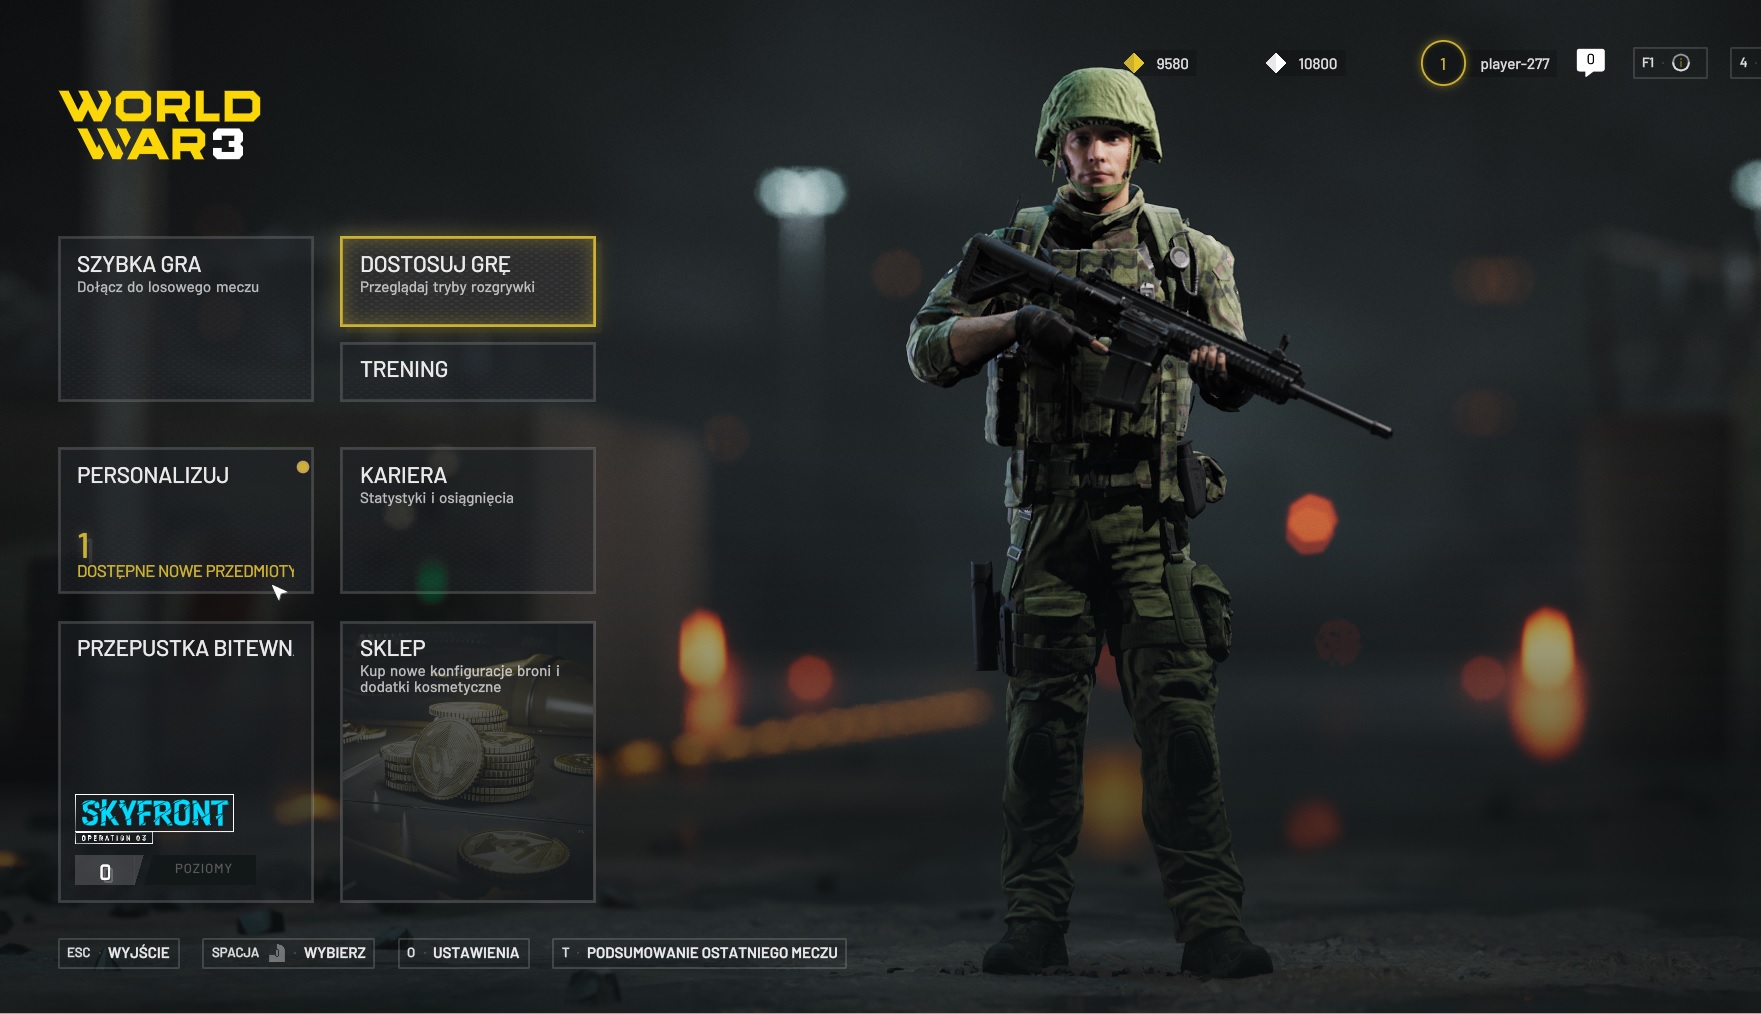 9580
10800
1
player-277
0
F1
4
WORLD
WAR 3
SZYBKA GRA
Dołącz do losowego meczu
DOSTOSUJ GRĘ
Przeglądaj tryby rozgrywki
TRENING
PERSONALIZUJ
1
DOSTĘPNE NOWE PRZEDMIOTY
KARIERA
Statystyki i osiągnięcia
PRZEPUSTKA BITEWN
SKYFRONT
OPERATION 03
0
POZIOMY
SKLEP
Kup nowe konfiguracje broni i
dodatki kosmetyczne
ESC · WYJŚCIE
SPACJA · WYBIERZ
O · USTAWIENIA
T · PODSUMOWANIE OSTATNIEGO MECZU